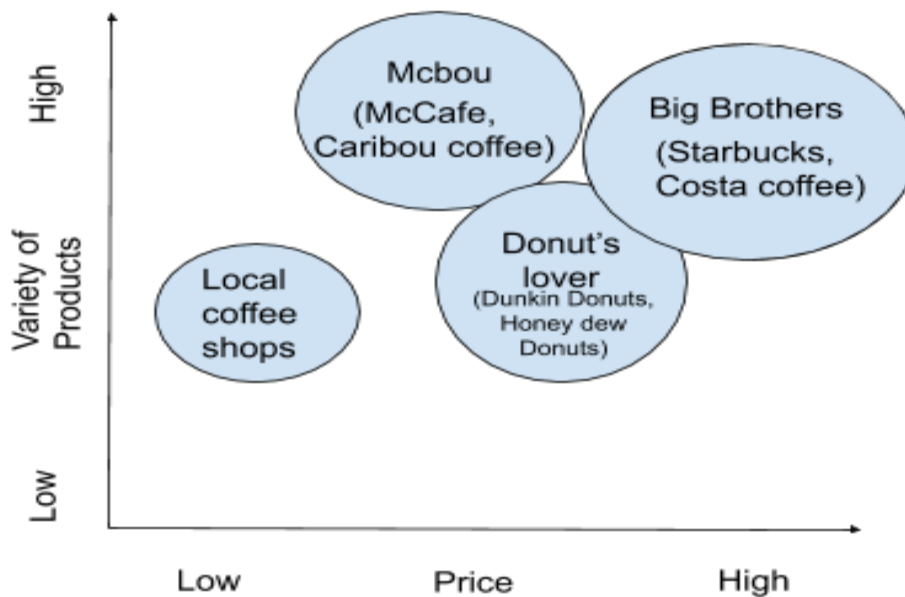 High
Variety of
Products
Low
Mcbou
(McCafe,
Caribou coffee)
Big Brothers
(Starbucks,
Costa coffee)
Donut's
lover
(Dunkin Donuts,
Honey dew
Donuts)
Local
coffee
shops
Low
Price
High